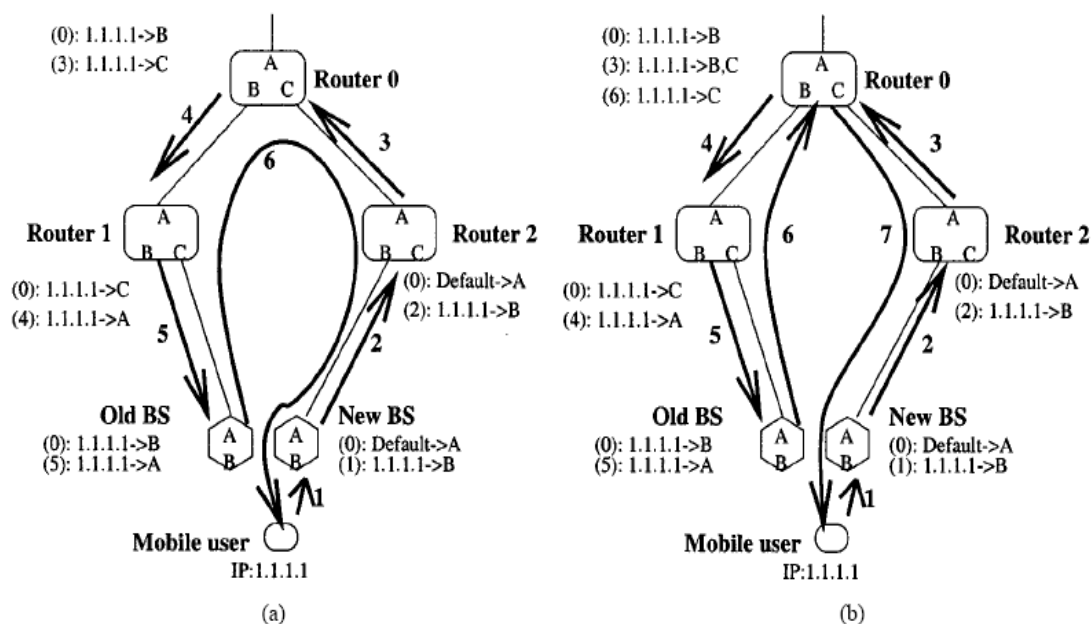 (0): 1.1.1.1->B
(3): 1.1.1.1->C
A
B C
Router 0
4
3
6
Router 1
A
B C
A
B C
Router 2
(0): 1.1.1.1->C
(4): 1.1.1.1->A
(0): Default->A
(2): 1.1.1.1->B
5
2
Old BS
(0): 1.1.1.1->B
(5): 1.1.1.1->A
A
B
A
B
New BS
(0): Default->A
(1): 1.1.1.1->B
1
Mobile user
IP:1.1.1.1
(a)
(0): 1.1.1.1->B
(3): 1.1.1.1->B,C
(6): 1.1.1.1->C
A
B C
Router 0
4
3
Router 1
A
B C
6
7
A
B C
Router 2
(0): 1.1.1.1->C
(4): 1.1.1.1->A
(0): Default->A
(2): 1.1.1.1->B
5
2
Old BS
(0): 1.1.1.1->B
(5): 1.1.1.1->A
A
B
A
B
New BS
(0): Default->A
(1): 1.1.1.1->B
1
Mobile user
IP:1.1.1.1
(b)